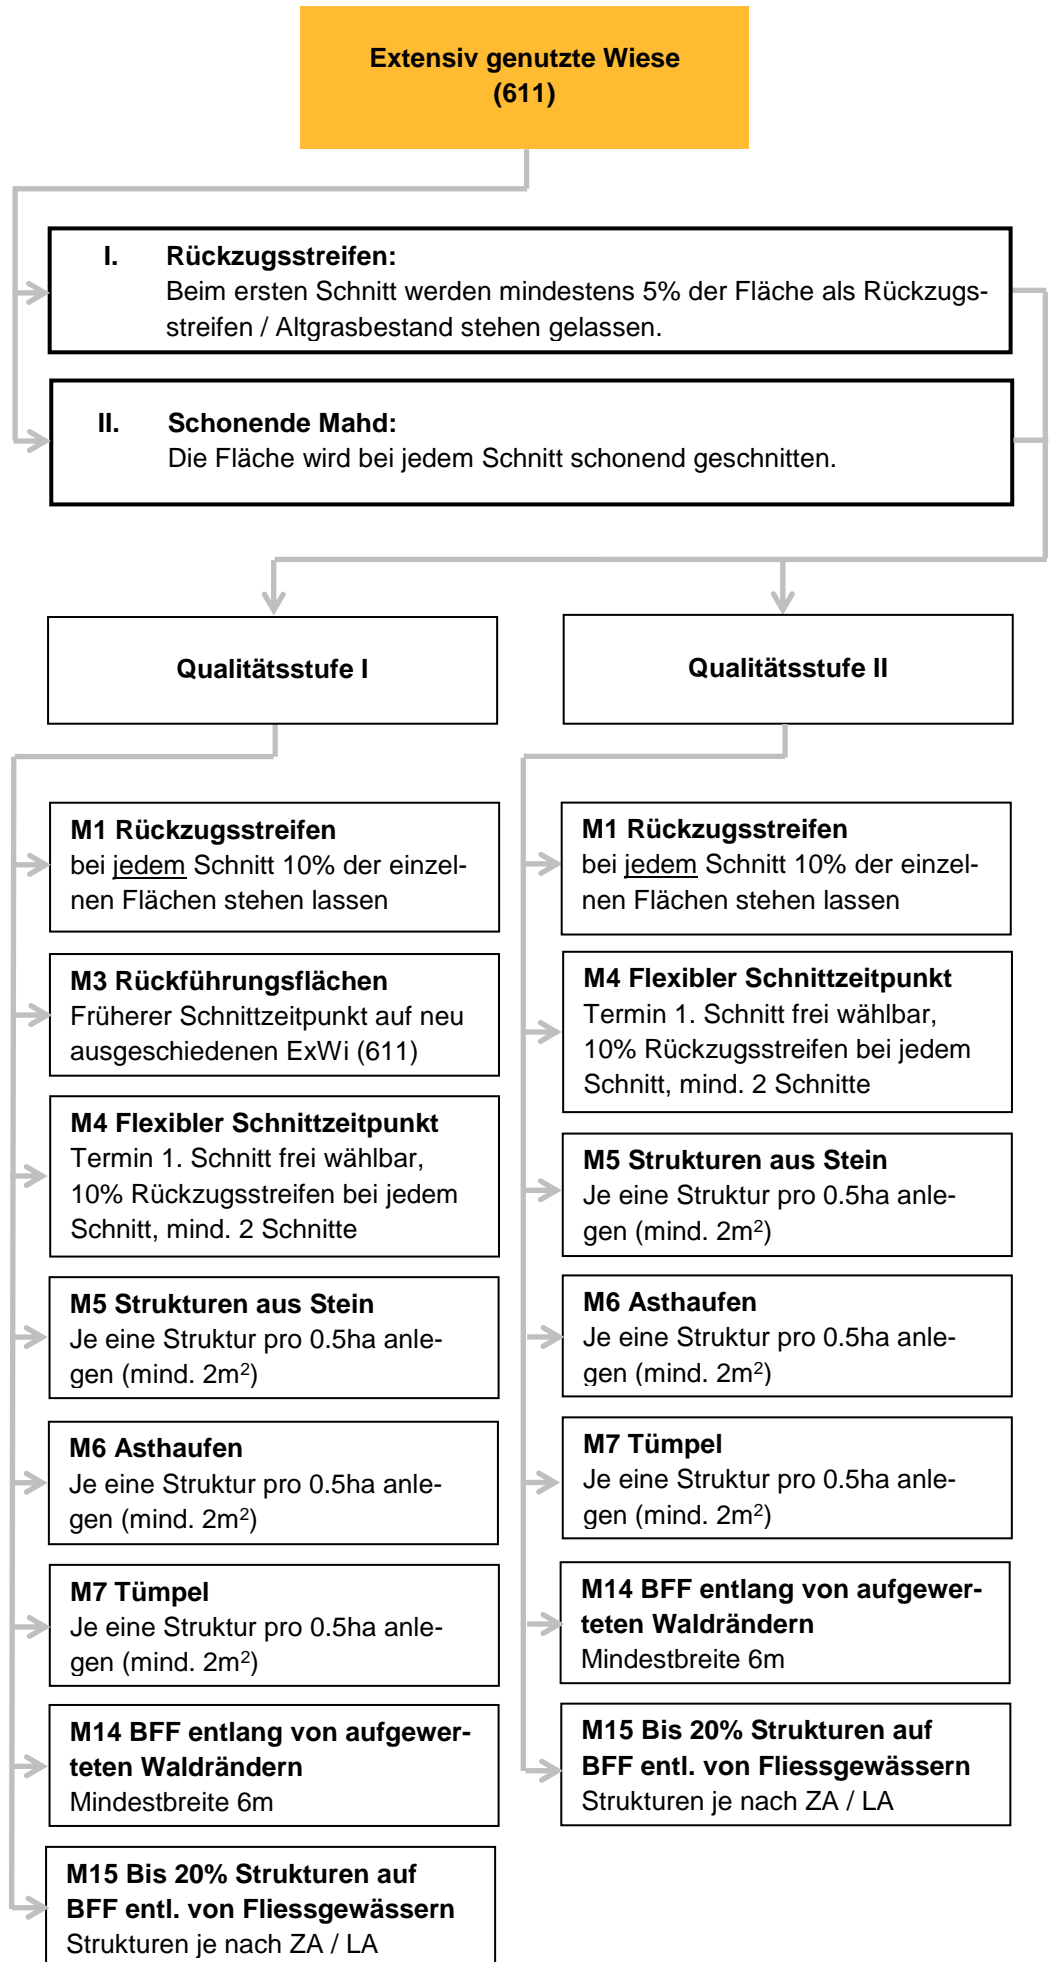 Extensiv genutzte Wiese
(611)
I. Rückzugsstreifen:
Beim ersten Schnitt werden mindestens 5% der Fläche als Rückzugs-
streifen / Altgrasbestand stehen gelassen.
II. Schonende Mahd:
Die Fläche wird bei jedem Schnitt schonend geschnitten.
Qualitätsstufe I
Qualitätsstufe II
M1 Rückzugsstreifen
bei jedem Schnitt 10% der einzel-
nen Flächen stehen lassen
M3 Rückführungsflächen
Früherer Schnittzeitpunkt auf neu
ausgeschiedenen ExWi (611)
M4 Flexibler Schnittzeitpunkt
Termin 1. Schnitt frei wählbar,
10% Rückzugsstreifen bei jedem
Schnitt, mind. 2 Schnitte
M5 Strukturen aus Stein
Je eine Struktur pro 0.5ha anle-
gen (mind. 2m²)
M6 Asthaufen
Je eine Struktur pro 0.5ha anle-
gen (mind. 2m²)
M7 Tümpel
Je eine Struktur pro 0.5ha anle-
gen (mind. 2m²)
M14 BFF entlang von aufgewer-
teten Waldrändern
Mindestbreite 6m
M15 Bis 20% Strukturen auf
BFF entl. von Fliessgewässern
Strukturen je nach ZA / LA
M1 Rückzugsstreifen
bei jedem Schnitt 10% der einzel-
nen Flächen stehen lassen
M4 Flexibler Schnittzeitpunkt
Termin 1. Schnitt frei wählbar,
10% Rückzugsstreifen bei jedem
Schnitt, mind. 2 Schnitte
M5 Strukturen aus Stein
Je eine Struktur pro 0.5ha anle-
gen (mind. 2m²)
M6 Asthaufen
Je eine Struktur pro 0.5ha anle-
gen (mind. 2m²)
M7 Tümpel
Je eine Struktur pro 0.5ha anle-
gen (mind. 2m²)
M14 BFF entlang von aufgewer-
teten Waldrändern
Mindestbreite 6m
M15 Bis 20% Strukturen auf
BFF entl. von Fliessgewässern
Strukturen je nach ZA / LA